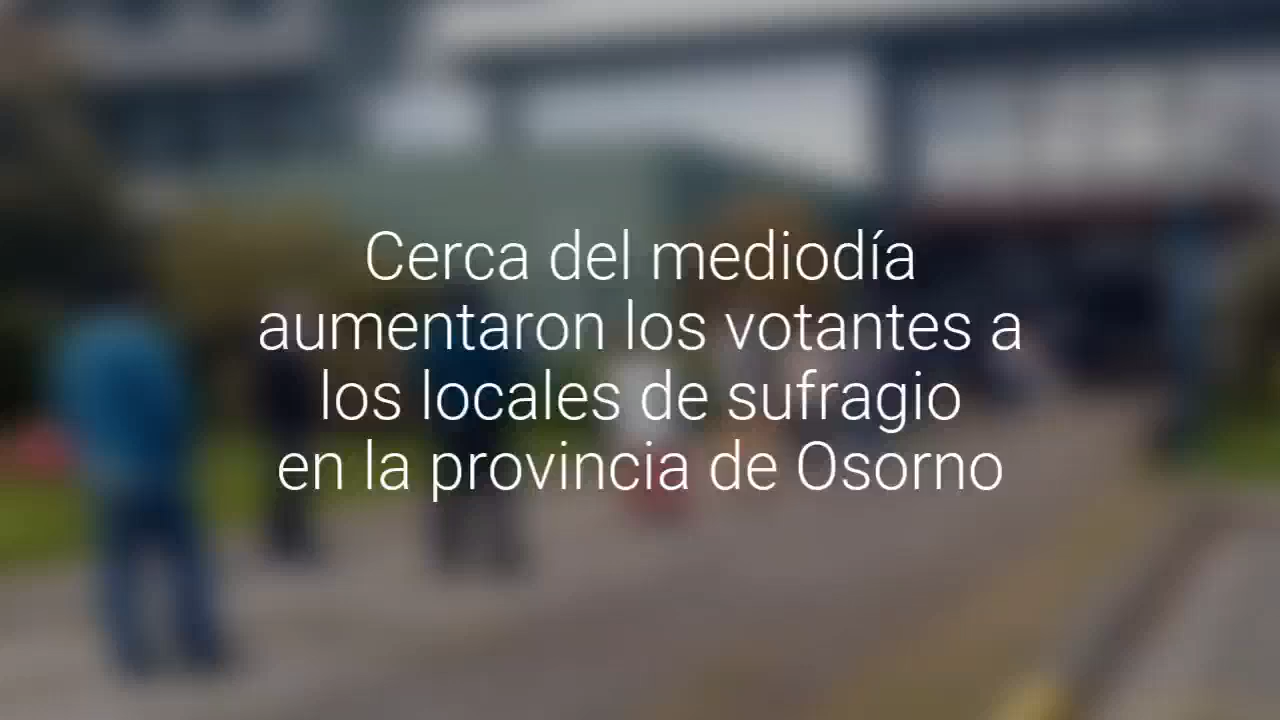 Cerca del mediodía
aumentaron los votantes a
los locales de sufragio
en la provincia de Osorno